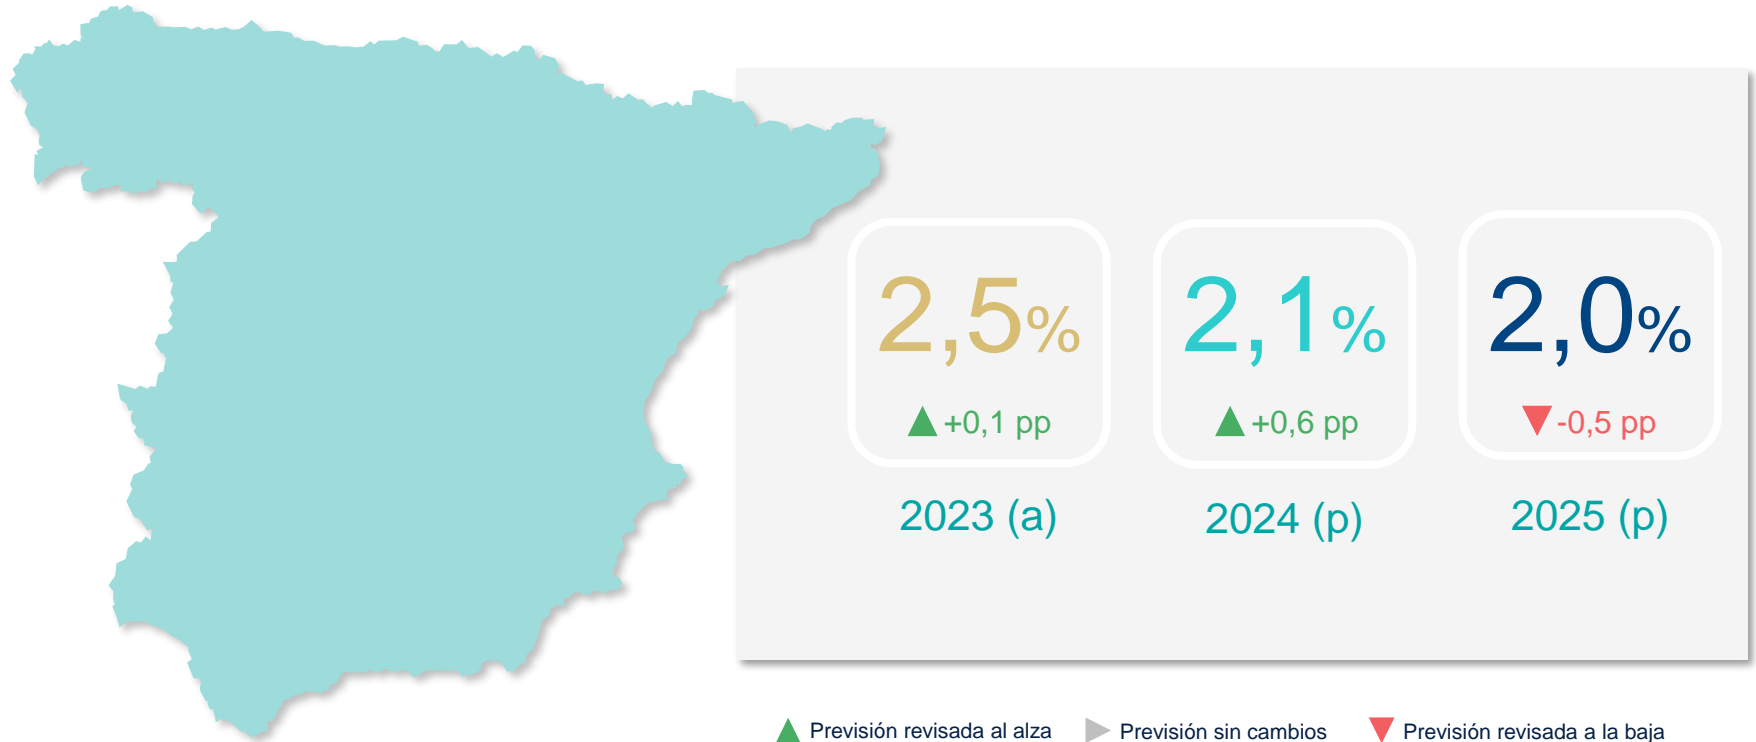 2,5%
▲ +0,1 pp
2023 (a)
2,1%
▲ +0,6 pp
2024 (p)
2,0%
▼ -0,5 pp
2025 (p)
▲ Previsión revisada al alza ▶ Previsión sin cambios ▼ Previsión revisada a la baja